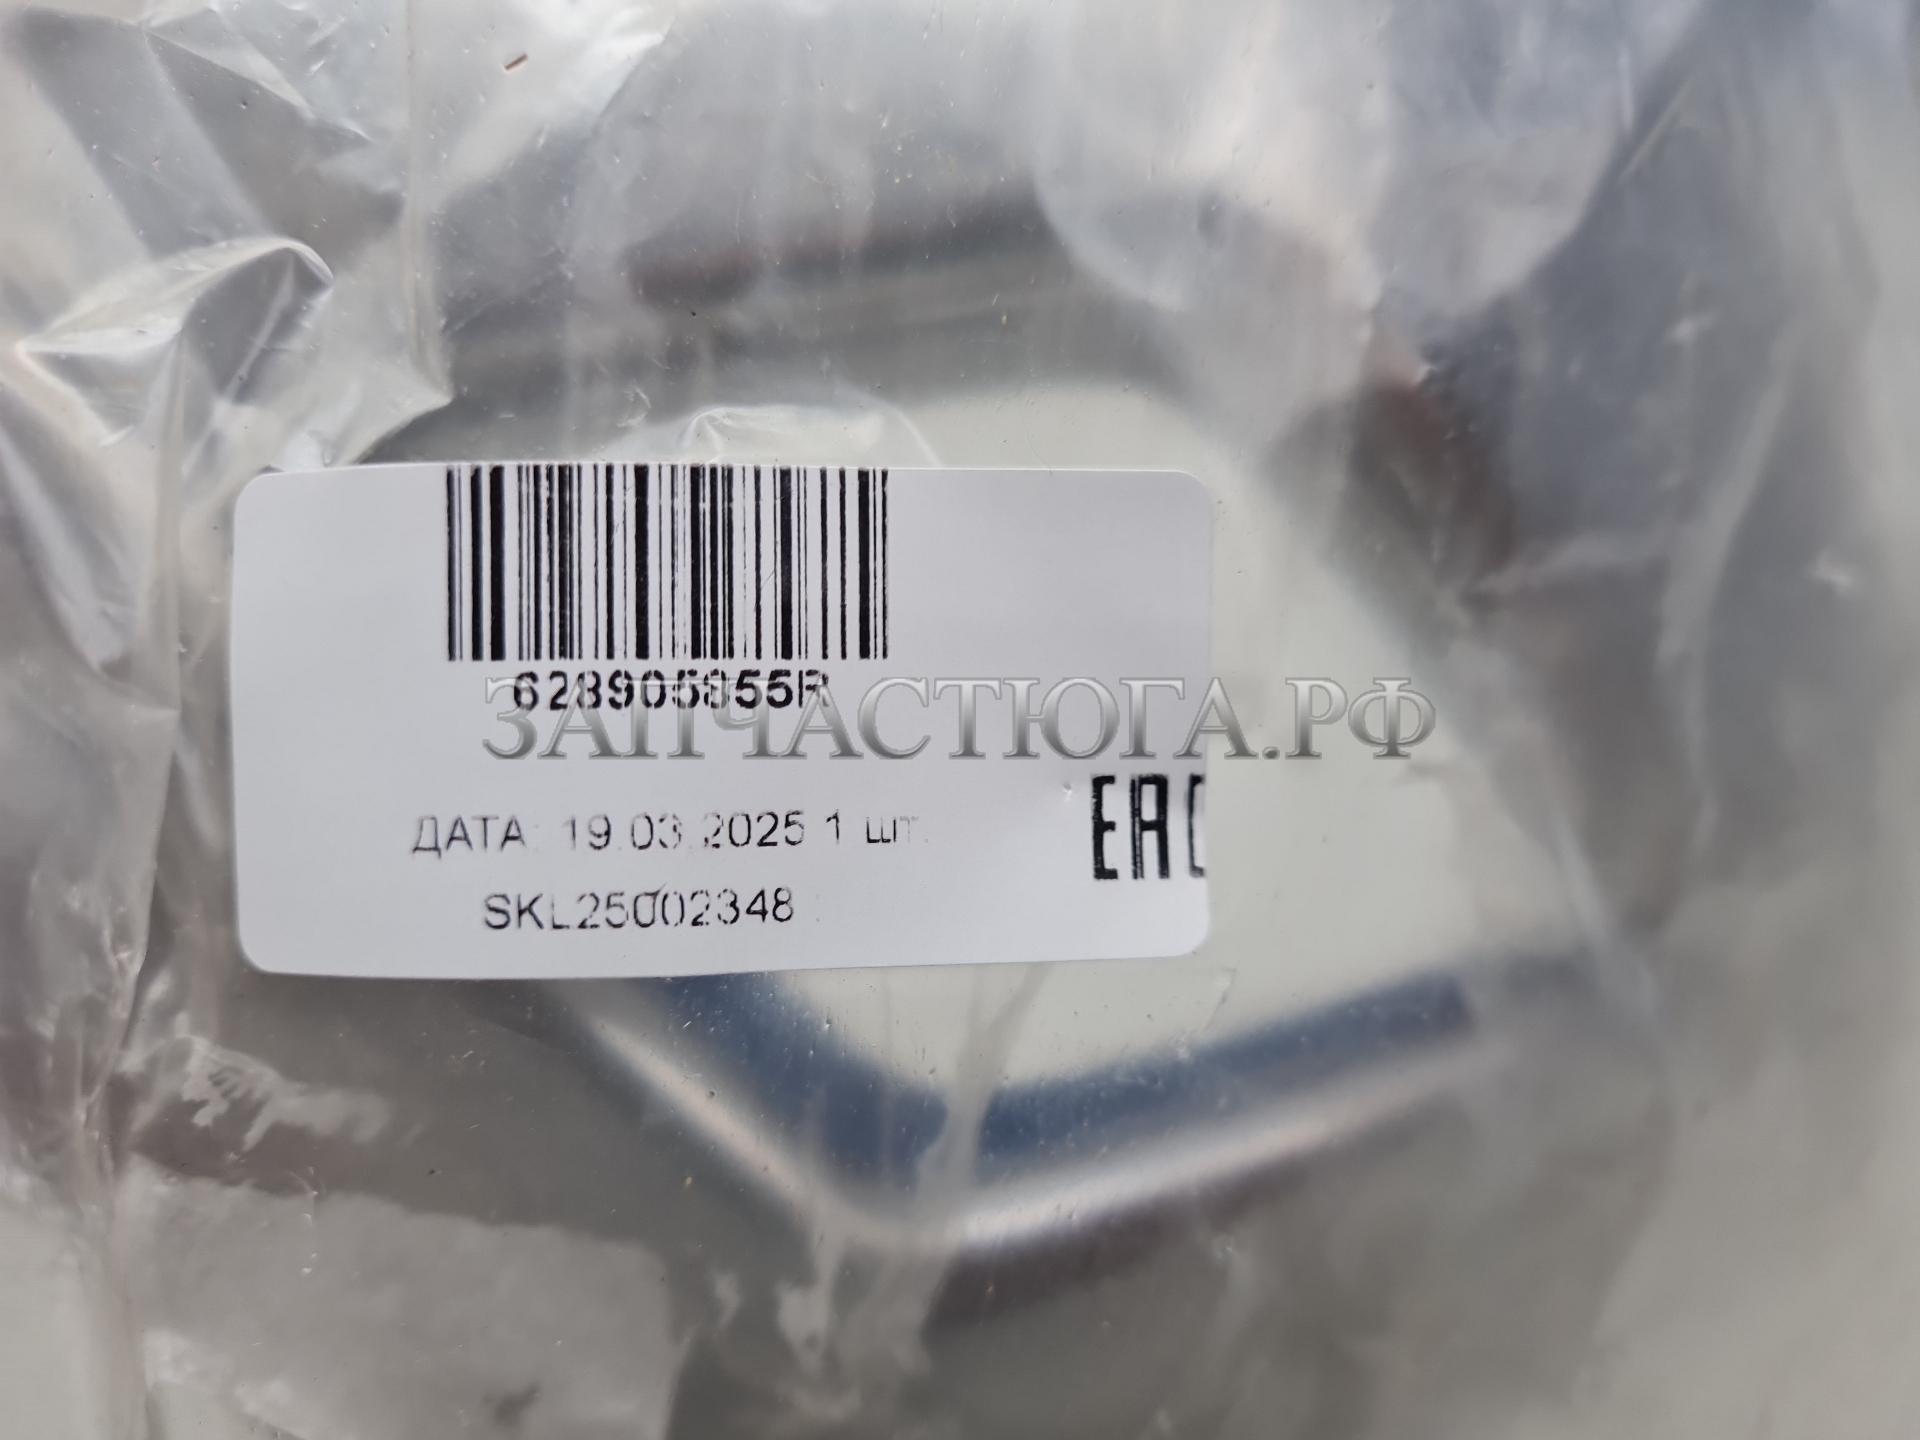 628905855R
ЗАПЧАСТЮГА.РФ
EAC
ДАТА: 19.03.2025 1 шт.
SKL25002348